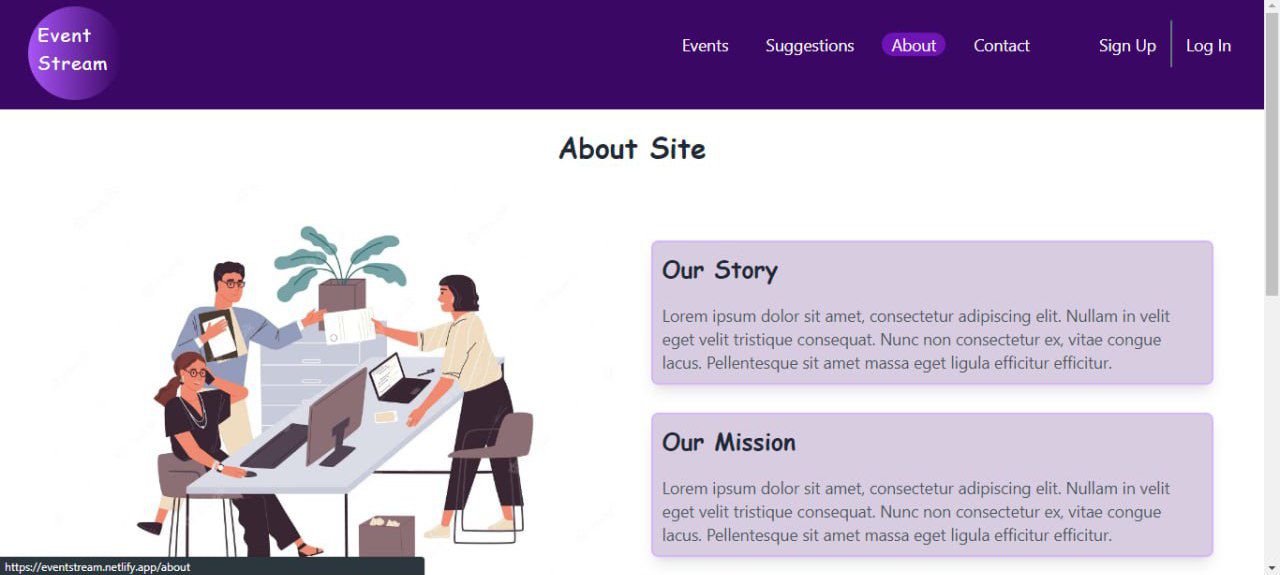 Event
Stream
Events
Suggestions
About
Contact
Sign Up
Log In
About Site
Our Story
Lorem ipsum dolor sit amet, consectetur adipiscing elit. Nullam in velit
eget velit tristique consequat. Nunc non consectetur ex, vitae congue
lacus. Pellentesque sit amet massa eget ligula efficitur efficitur.
Our Mission
Lorem ipsum dolor sit amet, consectetur adipiscing elit. Nullam in velit
eget velit tristique consequat. Nunc non consectetur ex, vitae congue
lacus. Pellentesque sit amet massa eget ligula efficitur efficitur.
https://eventstream.netlify.app/about